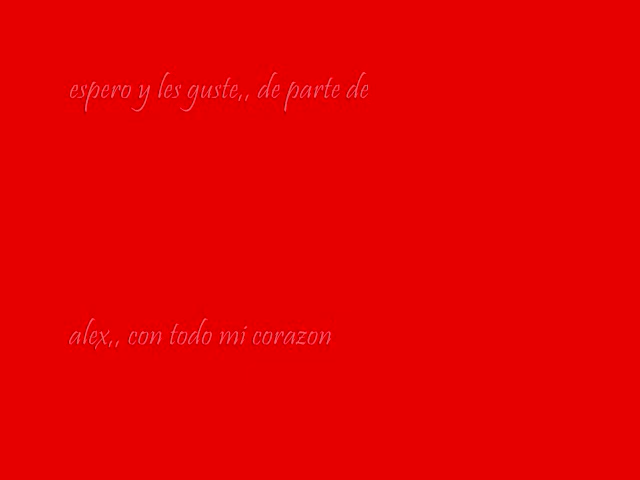 espero y les guste,, de parte de
alex,, con todo mi corazon